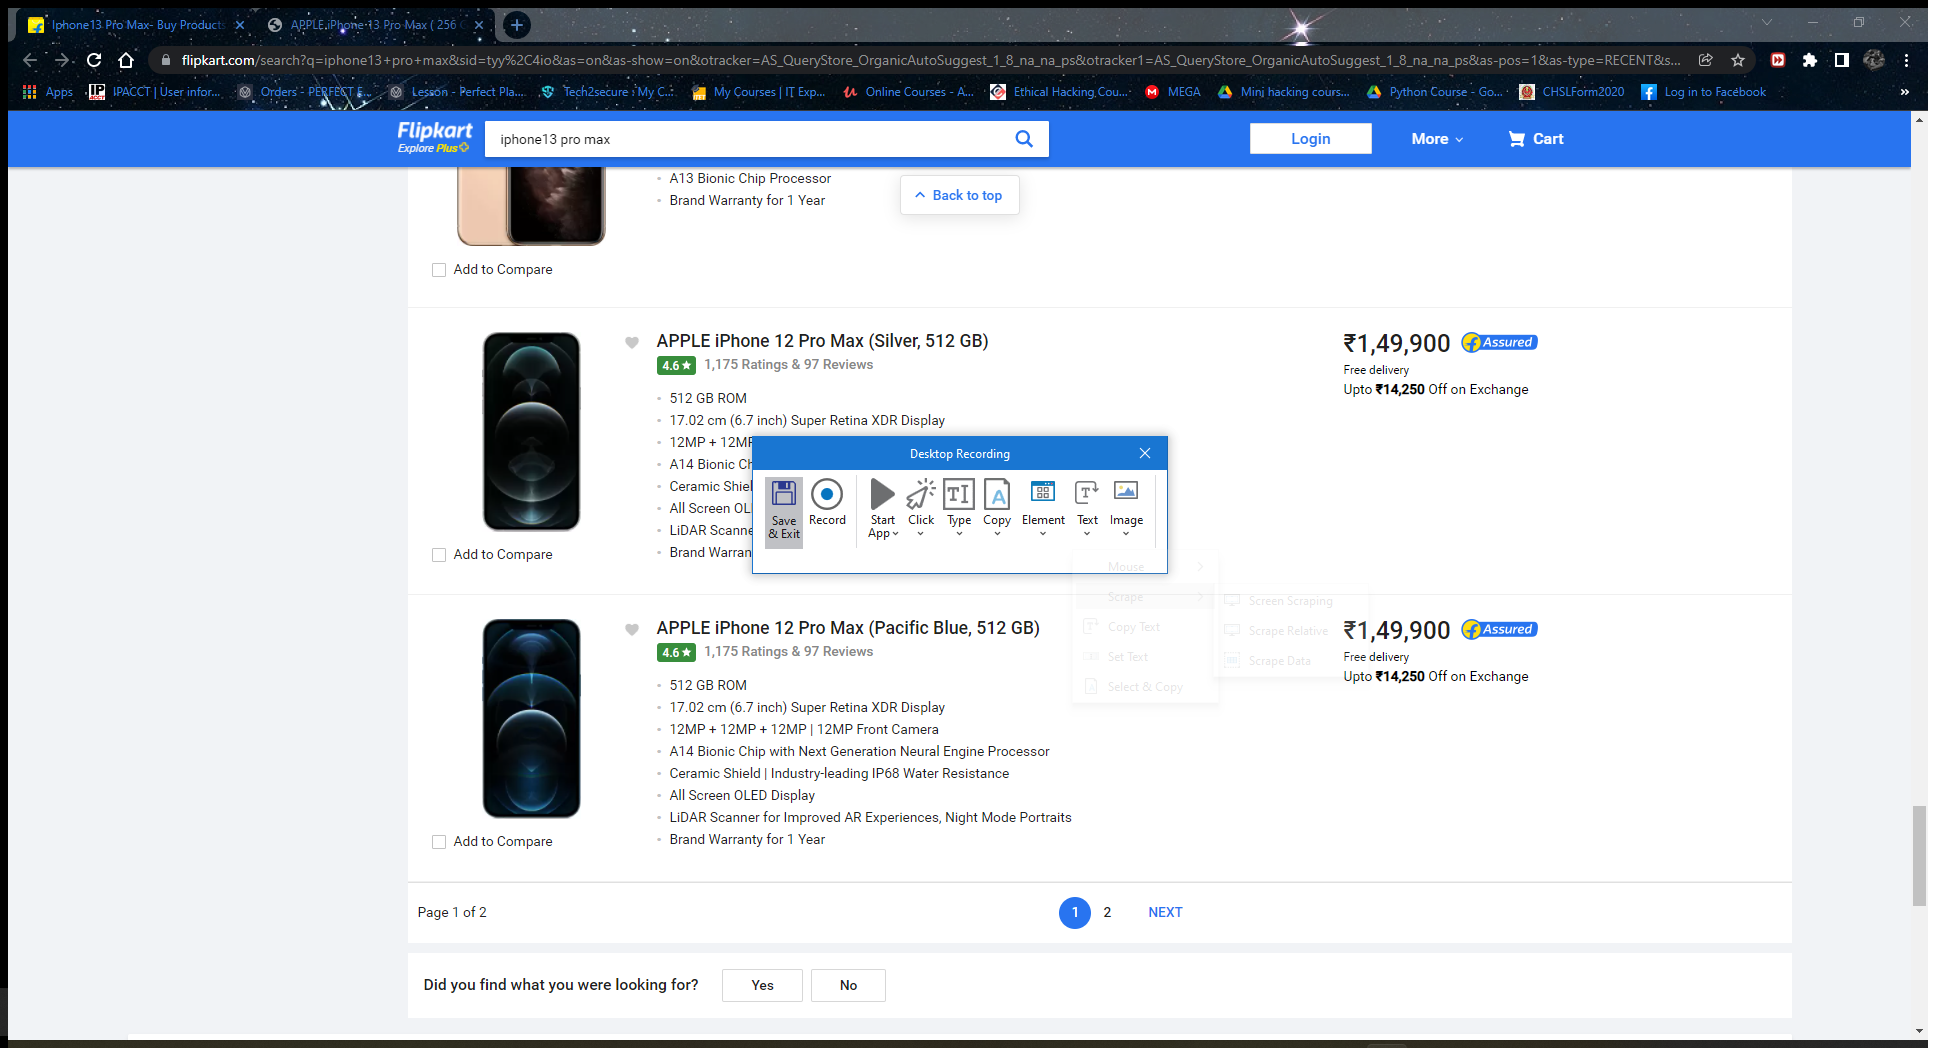 Iphone13 Pro Max- Buy Products
APPLE iPhone 13 Pro Max ( 256
flipkart.com/search?q=iphone13+pro+max&sid=tyy%2C4io&as=on&as-show=on&otracker=AS_QueryStore_OrganicAutoSuggest_1_8_na_na_ps&otracker1=AS_QueryStore_OrganicAutoSuggest_1_8_na_na_ps&as-pos=1&as-type=RECENT&s...
Apps
IPACCT | User infor...
Orders - PERFECT E...
Lesson - Perfect Pla...
Tech2secure : My C...
My Courses | IT Exp...
Online Courses - A...
Ethical Hacking Cou...
MEGA
Mini hacking cours...
Python Course - Go...
CHSLForm2020
Log in to Facebook
Flipkart
Explore Plus
iphone13 pro max
Login
More
Cart
A13 Bionic Chip Processor
Brand Warranty for 1 Year
Back to top
Add to Compare
APPLE iPhone 12 Pro Max (Silver, 512 GB)
4.6★ 1,175 Ratings & 97 Reviews
512 GB ROM
17.02 cm (6.7 inch) Super Retina XDR Display
12MP + 12MP
A14 Bionic Ch
Ceramic Shiel
All Screen OL
LiDAR Scanne
Brand Warran
Add to Compare
₹1,49,900 Assured
Free delivery
Upto ₹14,250 Off on Exchange
Desktop Recording
Save & Exit
Record
Start App
Click
Type
Copy
Element
Text
Image
Mouse
Scrape
Copy Text
Set Text
Select & Copy
Screen Scraping
Scrape Relative
Scrape Data
APPLE iPhone 12 Pro Max (Pacific Blue, 512 GB)
4.6★ 1,175 Ratings & 97 Reviews
512 GB ROM
17.02 cm (6.7 inch) Super Retina XDR Display
12MP + 12MP + 12MP | 12MP Front Camera
A14 Bionic Chip with Next Generation Neural Engine Processor
Ceramic Shield | Industry-leading IP68 Water Resistance
All Screen OLED Display
LiDAR Scanner for Improved AR Experiences, Night Mode Portraits
Brand Warranty for 1 Year
Add to Compare
₹1,49,900 Assured
Free delivery
Upto ₹14,250 Off on Exchange
Page 1 of 2
1 2 NEXT
Did you find what you were looking for?
Yes
No